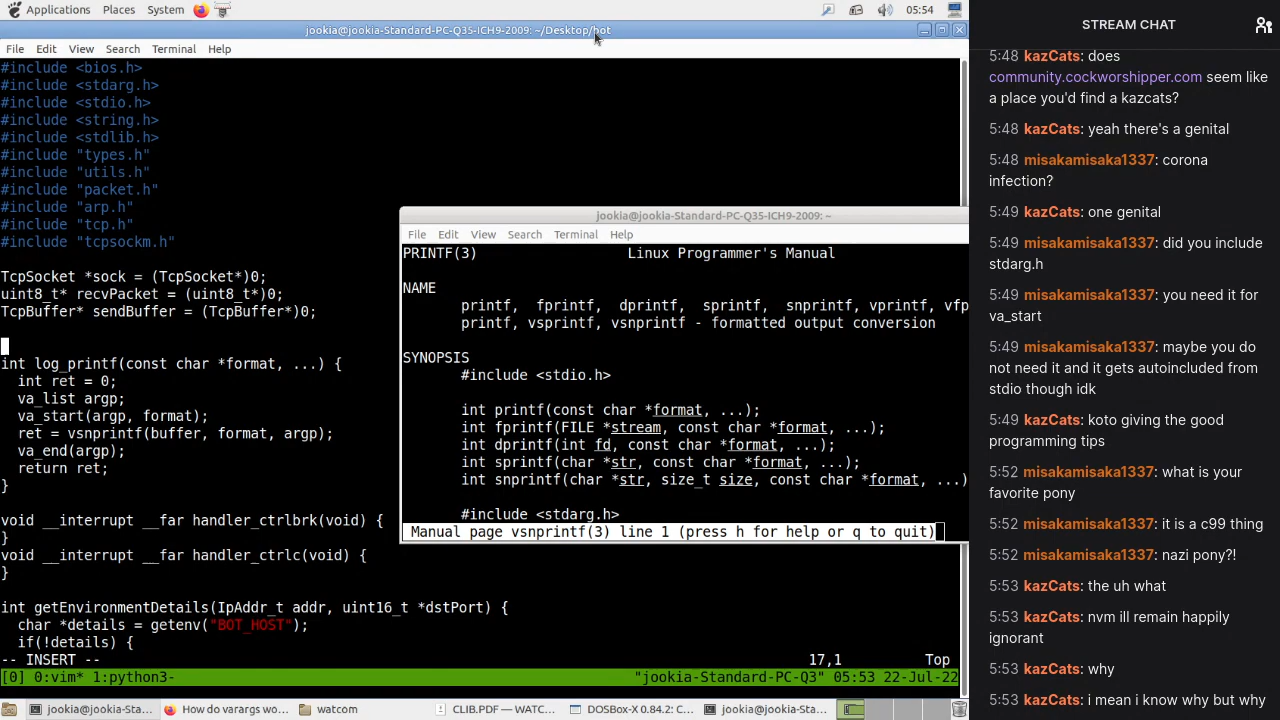 Applications Places System 05:54
jookia@jookia-Standard-PC-Q35-ICH9-2009: ~/Desktop/bot
File Edit View Search Terminal Help
#include <bios.h>
#include <stdarg.h>
#include <stdio.h>
#include <string.h>
#include <stdlib.h>
#include "types.h"
#include "utils.h"
#include "packet.h"
#include "arp.h"
#include "tcp.h"
#include "tcpsockm.h"
TcpSocket *sock = (TcpSocket*)0;
uint8_t* recvPacket = (uint8_t*)0;
TcpBuffer* sendBuffer = (TcpBuffer*)0;
int log_printf(const char *format, ...) {
int ret = 0;
va_list argp;
va_start(argp, format);
ret = vsnprintf(buffer, format, argp);
va_end(argp);
return ret;
}
void __interrupt __far handler_ctrlbrk(void) {
}
void __interrupt __far handler_ctrlc(void) {
}
int getEnvironmentDetails(IpAddr_t addr, uint16_t *dstPort) {
char *details = getenv("BOT_HOST");
if(!details) {
-- INSERT -- 17,1 Top
[0] 0:vim* 1:python3- "jookia-Standard-PC-Q3" 05:53 22-Jul-22
jookia@jookia-Standard-PC-Q35-ICH9-2009: ~
File Edit View Search Terminal Help
PRINTF(3) Linux Programmer's Manual
NAME
printf, fprintf, dprintf, sprintf, snprintf, vprintf, vfp
printf, vsprintf, vsnprintf - formatted output conversion
SYNOPSIS
#include <stdio.h>
int printf(const char *format, ...);
int fprintf(FILE *stream, const char *format, ...);
int dprintf(int fd, const char *format, ...);
int sprintf(char *str, const char *format, ...);
int snprintf(char *str, size_t size, const char *format, ...)
#include <stdarg.h>
Manual page vsnprintf(3) line 1 (press h for help or q to quit)
jookia@jookia-Sta... How do varargs wo... watcom CLIB.PDF — WATC... DOSBox-X 0.84.2: C... jookia@jookia-Sta...
STREAM CHAT
5:48 kazCats: does
community.cockworshipper.com seem like
a place you'd find a kazcats?
5:48 kazCats: yeah there's a genital
5:48 misakamisaka1337: corona
infection?
5:49 kazCats: one genital
5:49 misakamisaka1337: did you include
stdarg.h
5:49 misakamisaka1337: you need it for
va_start
5:49 misakamisaka1337: maybe you do
not need it and it gets autoincluded from
stdio though idk
5:49 kazCats: koto giving the good
programming tips
5:52 misakamisaka1337: what is your
favorite pony
5:52 misakamisaka1337: it is a c99 thing
5:52 misakamisaka1337: nazi pony?!
5:53 kazCats: the uh what
5:53 kazCats: nvm ill remain happily
ignorant
5:53 kazCats: why
5:53 kazCats: i mean i know why but why